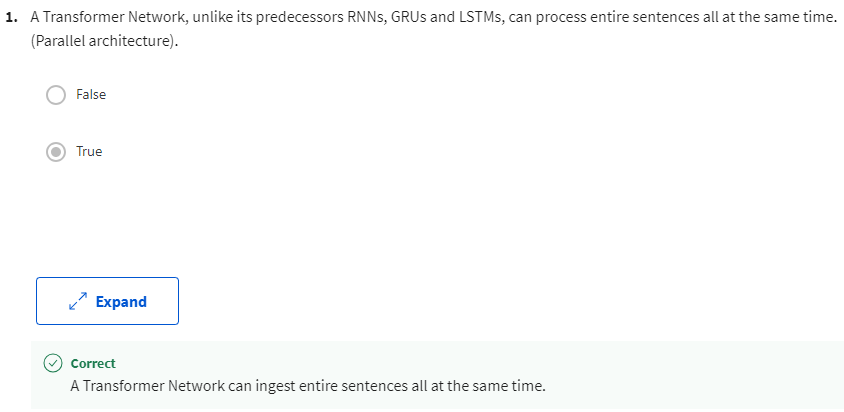 1. A Transformer Network, unlike its predecessors RNNs, GRUs and LSTMs, can process entire sentences all at the same time.
(Parallel architecture).
False
True
Expand
Correct
A Transformer Network can ingest entire sentences all at the same time.